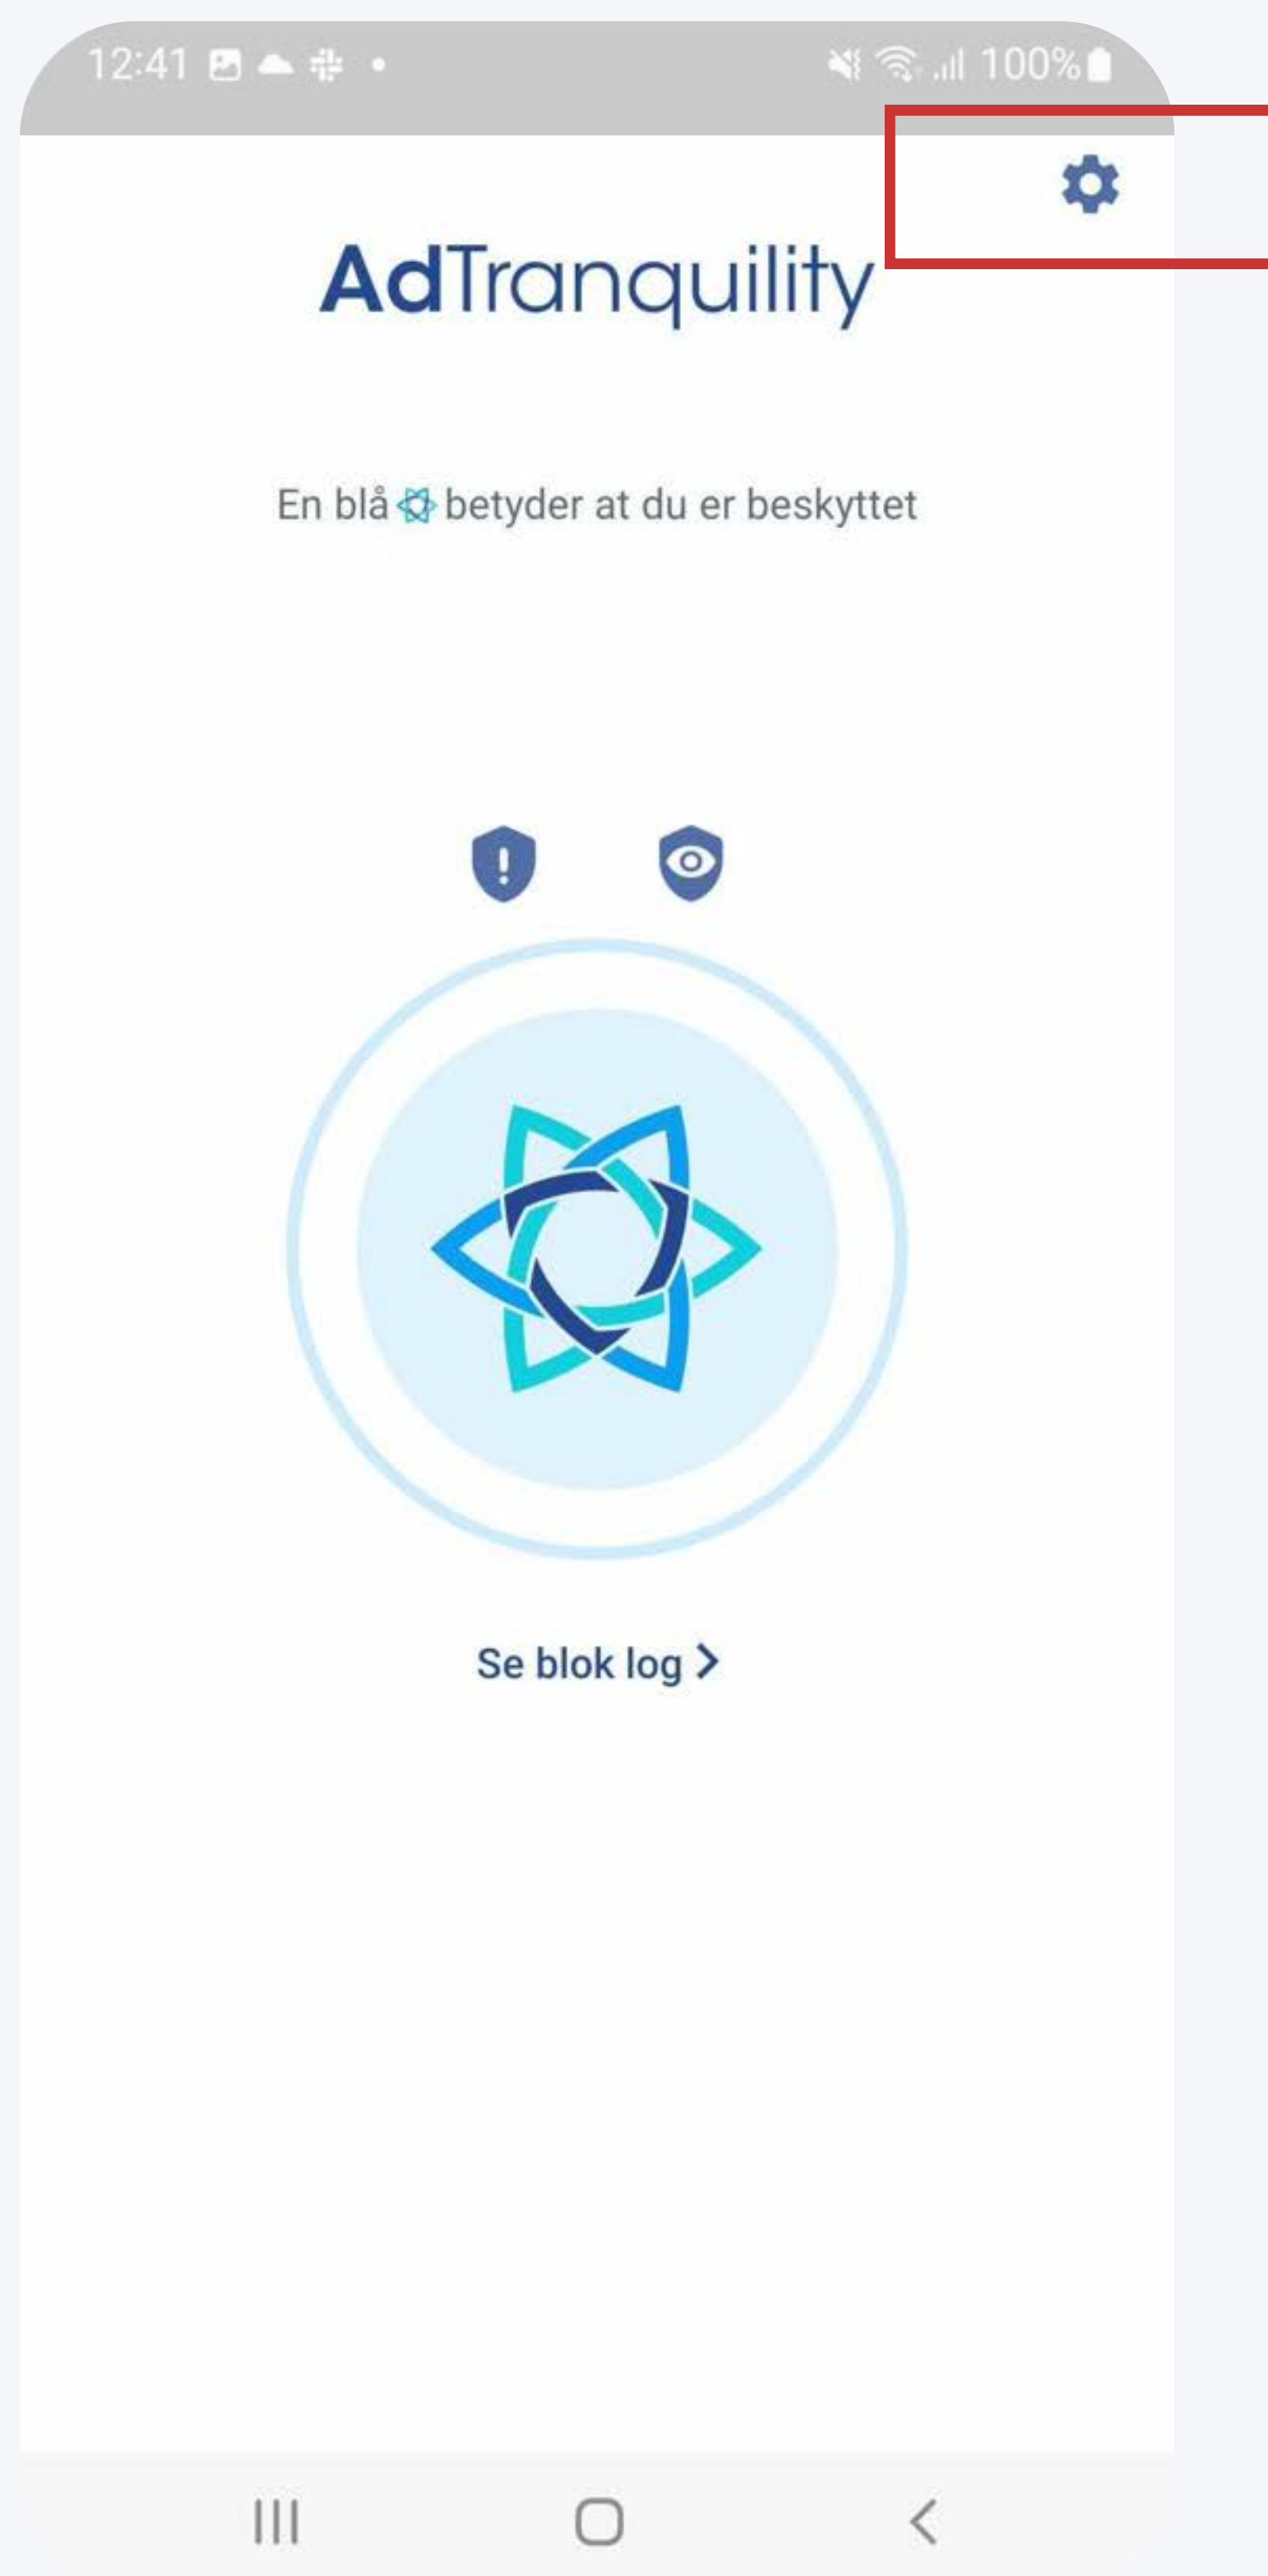 12:41
100%
AdTranquility
En blå betyder at du er beskyttet
Se blok log